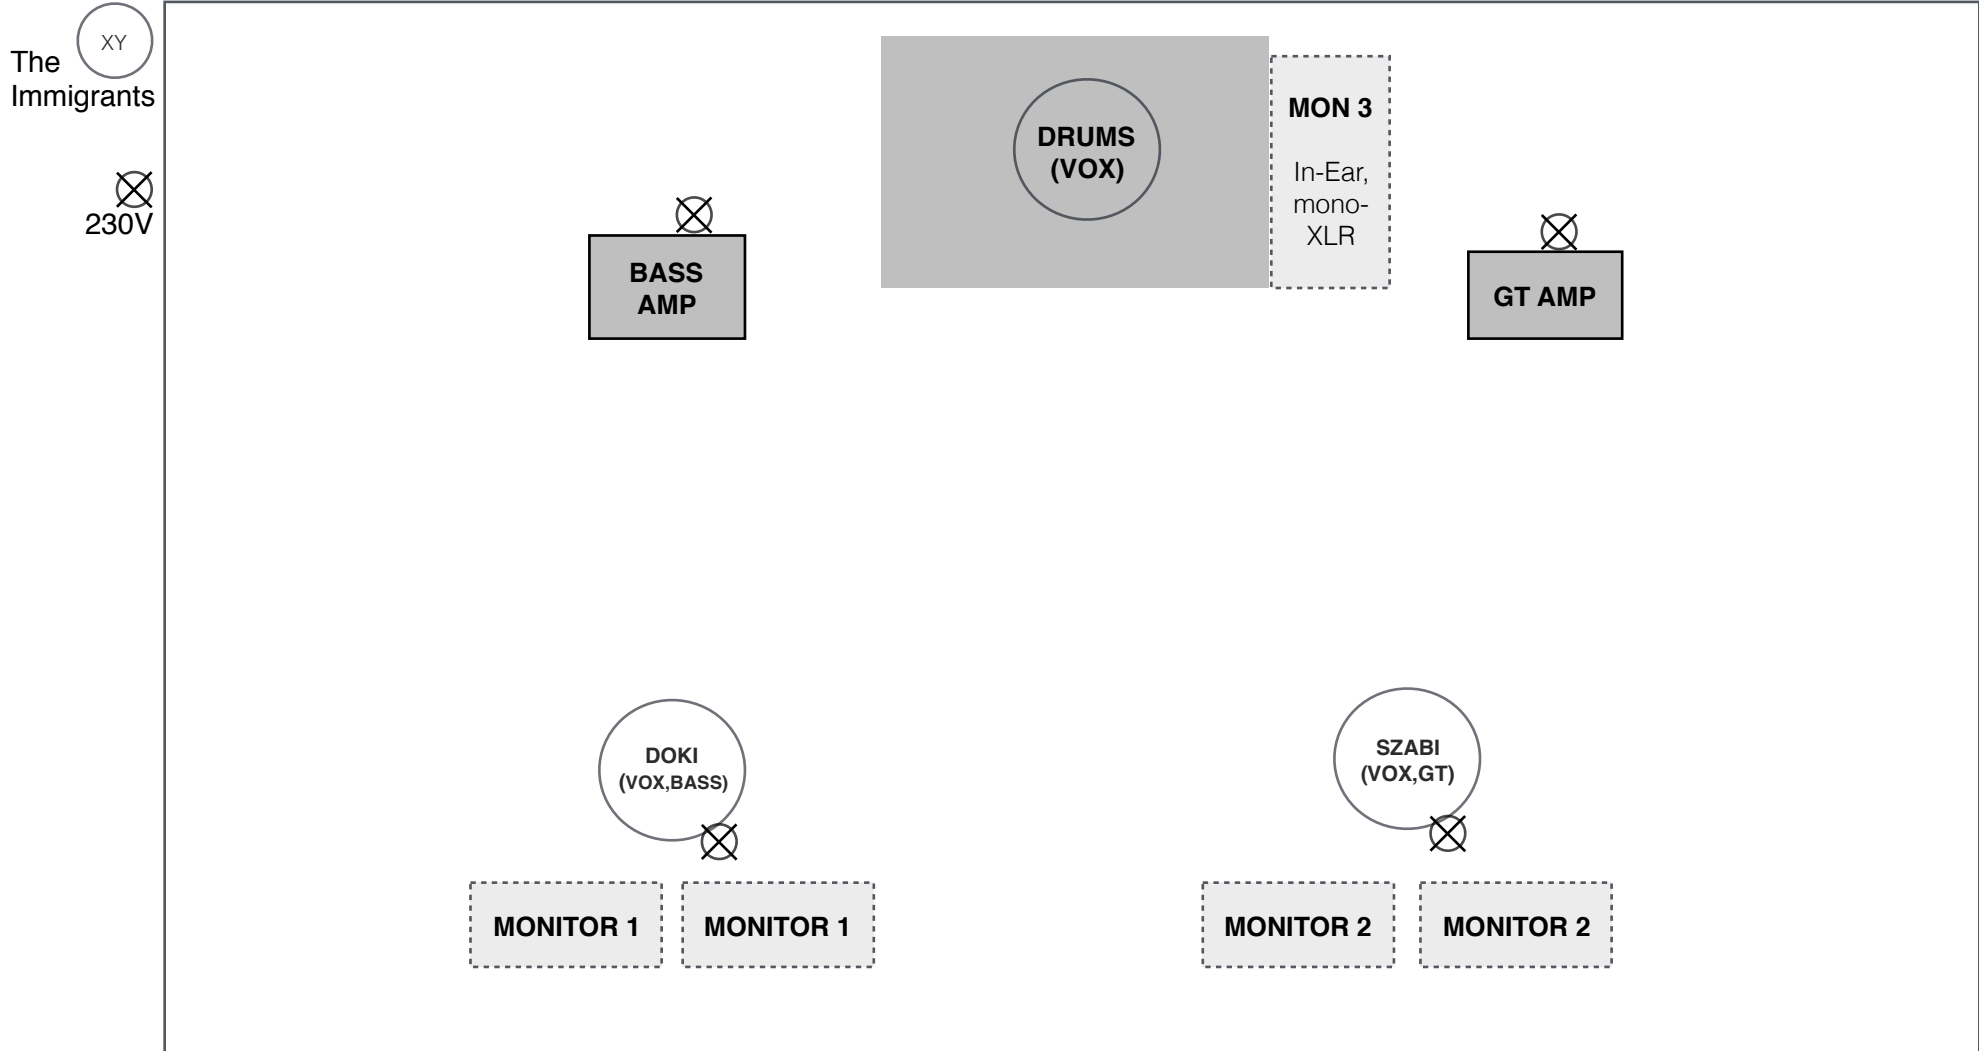 XY
The
Immigrants
230V
DRUMS
(VOX)
MON 3
In-Ear,
mono-
XLR
BASS
AMP
GT AMP
DOKI
(VOX,BASS)
SZABI
(VOX,GT)
MONITOR 1
MONITOR 1
MONITOR 2
MONITOR 2